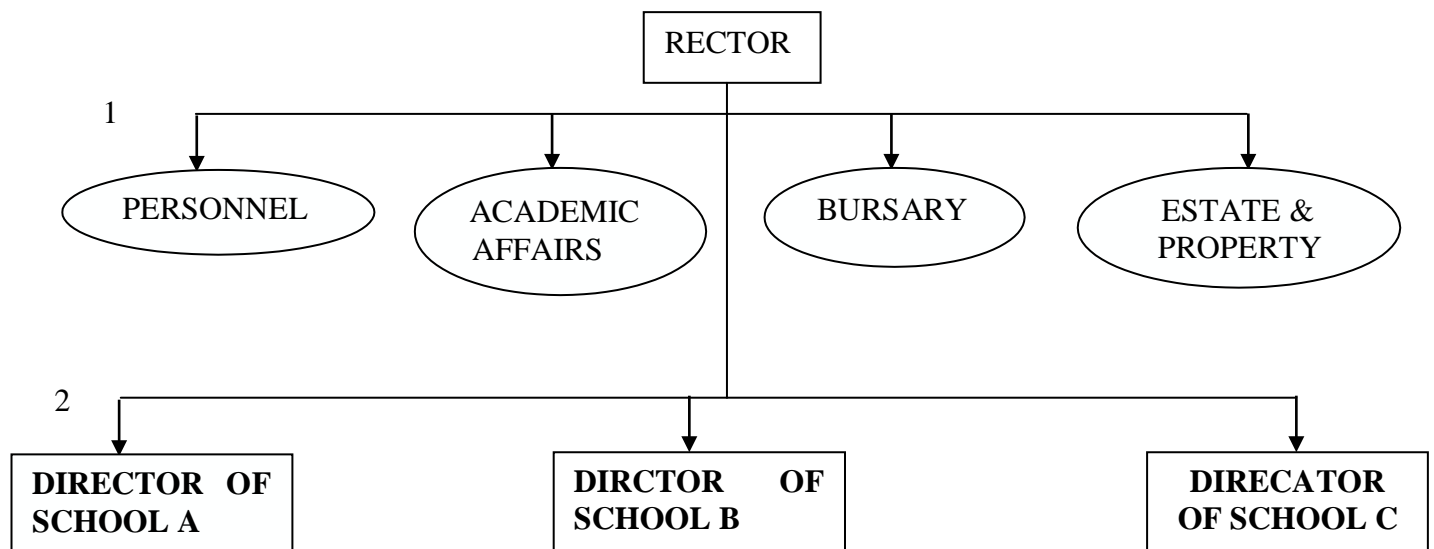 RECTOR
1
PERSONNEL
ACADEMIC
AFFAIRS
BURSARY
ESTATE &
PROPERTY
2
DIRECTOR OF
SCHOOL A
DIRCTOR OF
SCHOOL B
DIRECATOR
OF SCHOOL C